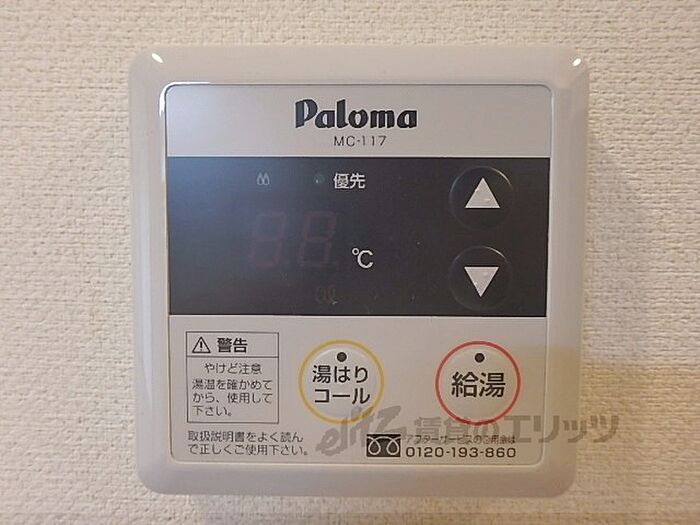 Paloma
MC-117
優先
℃
警告
やけど注意
湯温を確かめて
から、使用して
下さい。
取扱説明書をよく読ん
で正しくご使用下さい。
湯はり
コール
給湯
アフターサービスのご用命は
0120-193-860
elitz 賃貸のエリッツ